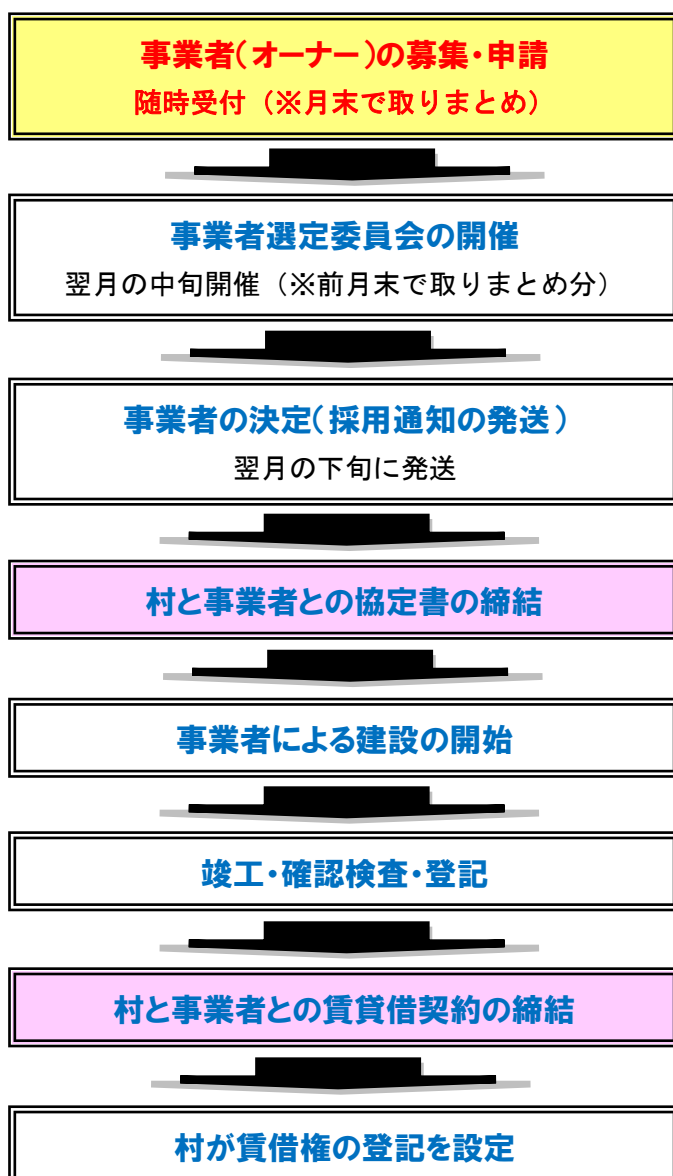 事業者(オーナー)の募集・申請
随時受付（※月末で取りまとめ）
事業者選定委員会の開催
翌月の中旬開催（※前月末で取りまとめ分）
事業者の決定(採用通知の発送)
翌月の下旬に発送
村と事業者との協定書の締結
事業者による建設の開始
竣工・確認検査・登記
村と事業者との賃貸借契約の締結
村が賃借権の登記を設定